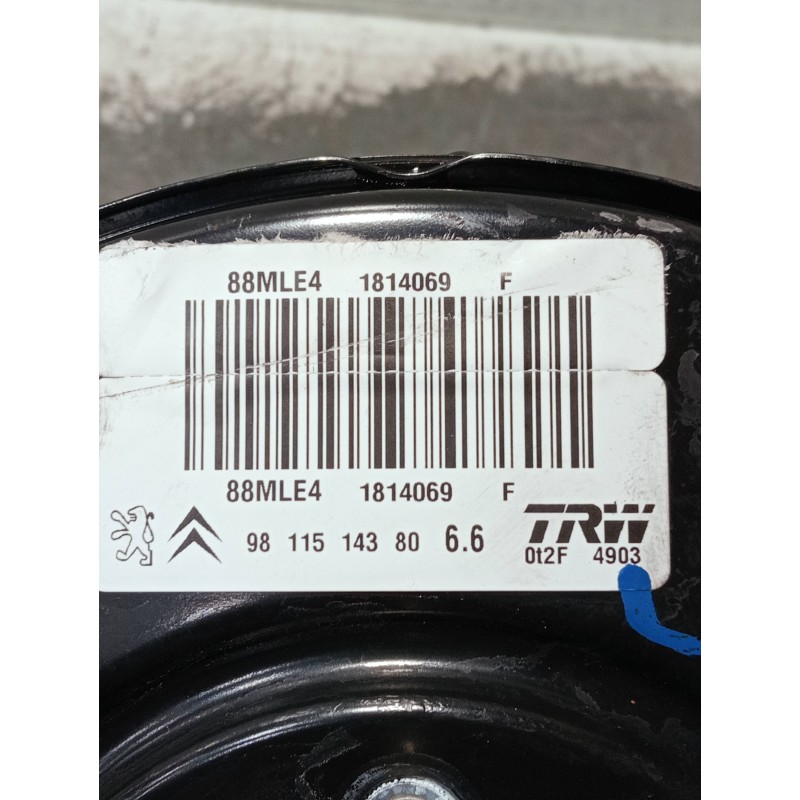 88MLE4 1814069 F
88MLE4 1814069 F
98 115 143 80 6.6
TRW
0t2F 4903